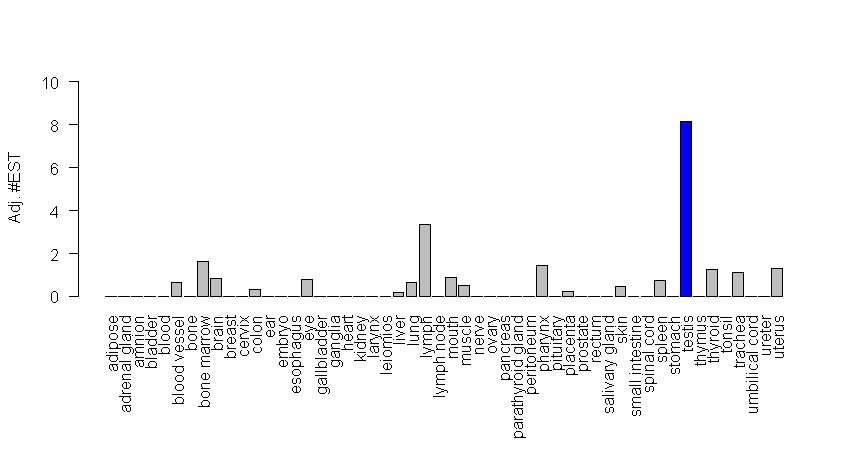 Adj. #EST
10
8
6
4
2
0
adipose
adrenal gland
amnion
bladder
blood
blood vessel
bone
bone marrow
brain
breast
cervix
colon
ear
embryo
esophagus
eye
gallbladder
ganglia
heart
kidney
larynx
leiomios
liver
lung
lymph
lymph node
mouth
muscle
nerve
ovary
pancreas
parathyroid gland
peritoneum
pharynx
pituitary
placenta
prostate
rectum
salivary gland
skin
small intestine
spinal cord
spleen
stomach
testis
thymus
thyroid
tonsil
trachea
umbilical cord
ureter
uterus